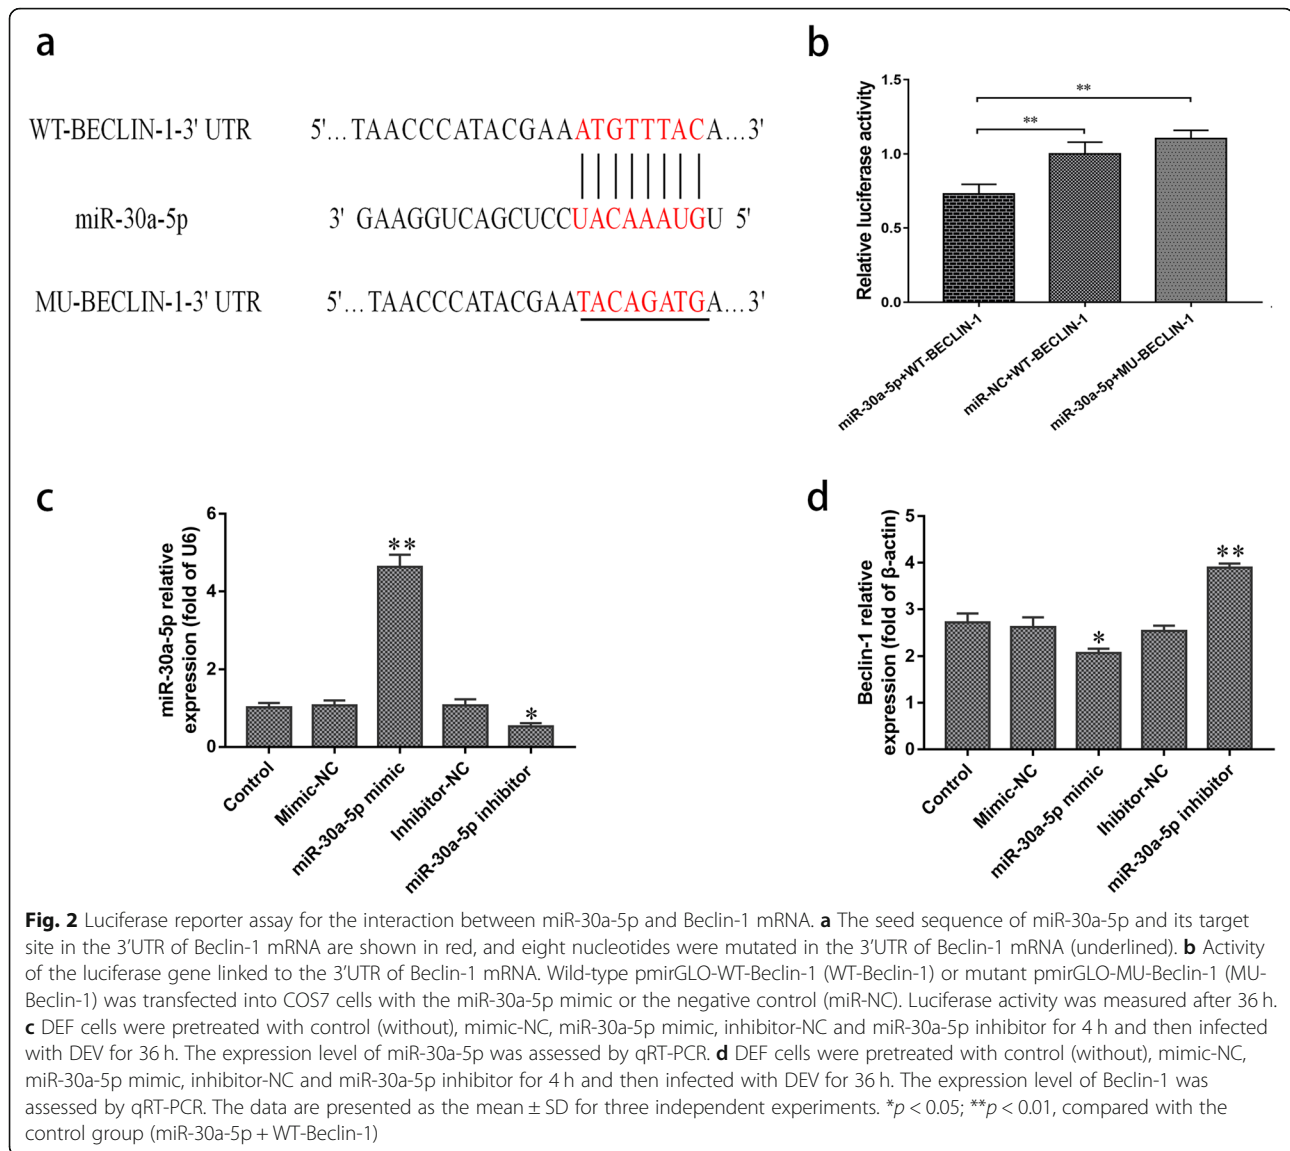 a
WT-BECLIN-1-3' UTR 5'... TAACCCATACGAAATGTTTACA...3'
miR-30a-5p 3' GAAGGUCAGCUCCUACAAAUGU 5'
MU-BECLIN-1-3' UTR 5'... TAACCCATACGAATACAGATGA...3'
b
Relative luciferase activity
1.5
1.0
0.5
0.0
**
**
miR-30a-5p+WT-BECLIN-1
miR-NC+WT-BECLIN-1
miR-30a-5p+MU-BECLIN-1
c
miR-30a-5p relative
expression (fold of U6)
6
4
2
0
**
*
Control
Mimic-NC
miR-30a-5p mimic
Inhibitor-NC
miR-30a-5p inhibitor
d
Beclin-1 relative
expression (fold of β-actin)
5
4
3
2
1
0
*
**
Control
Mimic-NC
miR-30a-5p mimic
Inibitor-NC
miR-30a-5p inhibitor
Fig. 2 Luciferase reporter assay for the interaction between miR-30a-5p and Beclin-1 mRNA. a The seed sequence of miR-30a-5p and its target
site in the 3'UTR of Beclin-1 mRNA are shown in red, and eight nucleotides were mutated in the 3'UTR of Beclin-1 mRNA (underlined). b Activity
of the luciferase gene linked to the 3'UTR of Beclin-1 mRNA. Wild-type pmirGLO-WT-Beclin-1 (WT-Beclin-1) or mutant pmirGLO-MU-Beclin-1 (MU-
Beclin-1) was transfected into COS7 cells with the miR-30a-5p mimic or the negative control (miR-NC). Luciferase activity was measured after 36 h.
c DEF cells were pretreated with control (without), mimic-NC, miR-30a-5p mimic, inhibitor-NC and miR-30a-5p inhibitor for 4 h and then infected
with DEV for 36 h. The expression level of miR-30a-5p was assessed by qRT-PCR. d DEF cells were pretreated with control (without), mimic-NC,
miR-30a-5p mimic, inhibitor-NC and miR-30a-5p inhibitor for 4 h and then infected with DEV for 36 h. The expression level of Beclin-1 was
assessed by qRT-PCR. The data are presented as the mean ± SD for three independent experiments. *p < 0.05; **p < 0.01, compared with the
control group (miR-30a-5p + WT-Beclin-1)